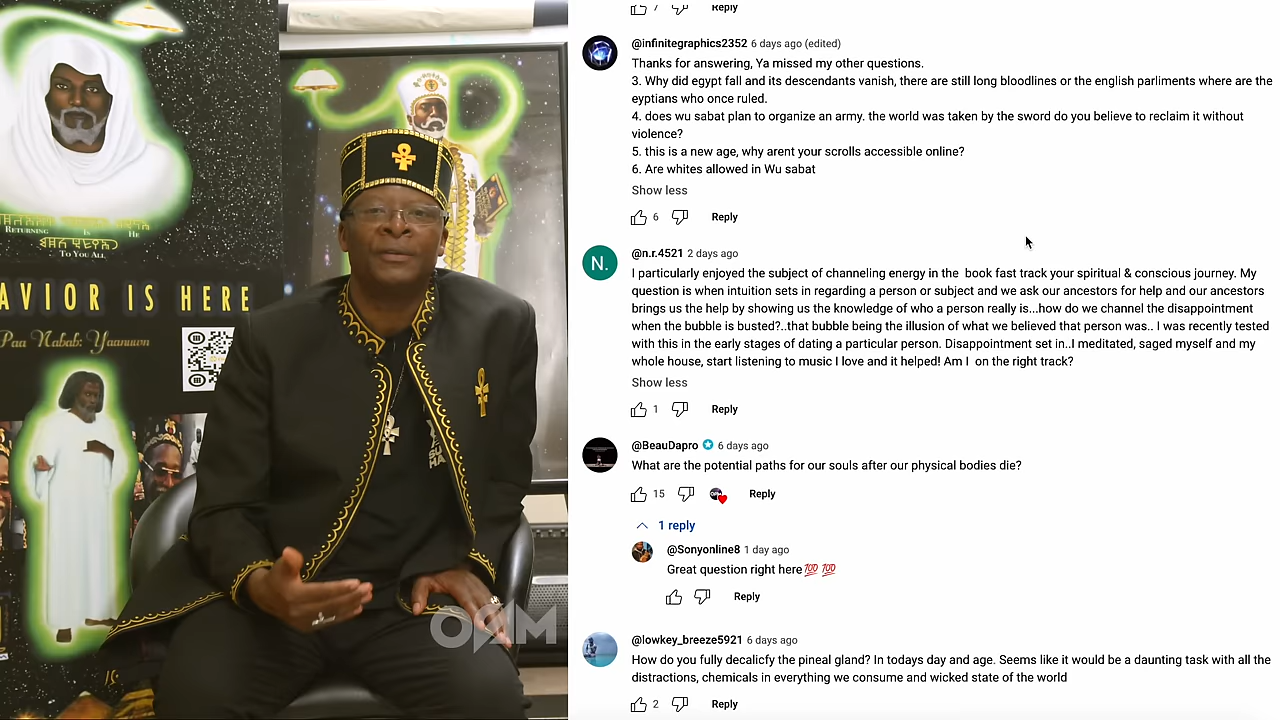 RETURNING IS HE
TO YOU ALL
AVIOR IS HERE
Paa Nabab: Yaanuwn
OAM
7
Reply
@infinitegraphics2352 6 days ago (edited)
Thanks for answering, Ya missed my other questions.
3. Why did egypt fall and its descendants vanish, there are still long bloodlines or the english parliments where are the
eyptians who once ruled.
4. does wu sabat plan to organize an army. the world was taken by the sword do you believe to reclaim it without
violence?
5. this is a new age, why arent your scrolls accessible online?
6. Are whites allowed in Wu sabat
Show less
6 Reply
N.
@n.r.4521 2 days ago
I particularly enjoyed the subject of channeling energy in the book fast track your spiritual & conscious journey. My
question is when intuition sets in regarding a person or subject and we ask our ancestors for help and our ancestors
brings us the help by showing us the knowledge of who a person really is...how do we channel the disappointment
when the bubble is busted?..that bubble being the illusion of what we believed that person was.. I was recently tested
with this in the early stages of dating a particular person. Disappointment set in..I meditated, saged myself and my
whole house, start listening to music I love and it helped! Am I on the right track?
Show less
1 Reply
@BeauDapro 6 days ago
What are the potential paths for our souls after our physical bodies die?
15 Reply
1 reply
@Sonyonline8 1 day ago
Great question right here💯 💯
Reply
@lowkey_breeze5921 6 days ago
How do you fully decalicfy the pineal gland? In todays day and age. Seems like it would be a daunting task with all the
distractions, chemicals in everything we consume and wicked state of the world
2 Reply